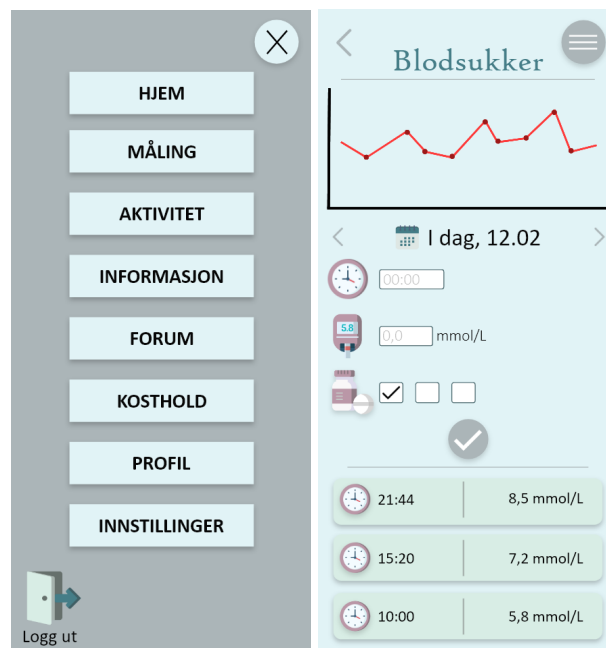 HJEM
MÅLING
AKTIVITET
INFORMASJON
FORUM
KOSTHOLD
PROFIL
INNSTILLINGER
Logg ut
Blodsukker
I dag, 12.02
00:00
5.8
0,0 mmol/L
21:44 8,5 mmol/L
15:20 7,2 mmol/L
10:00 5,8 mmol/L